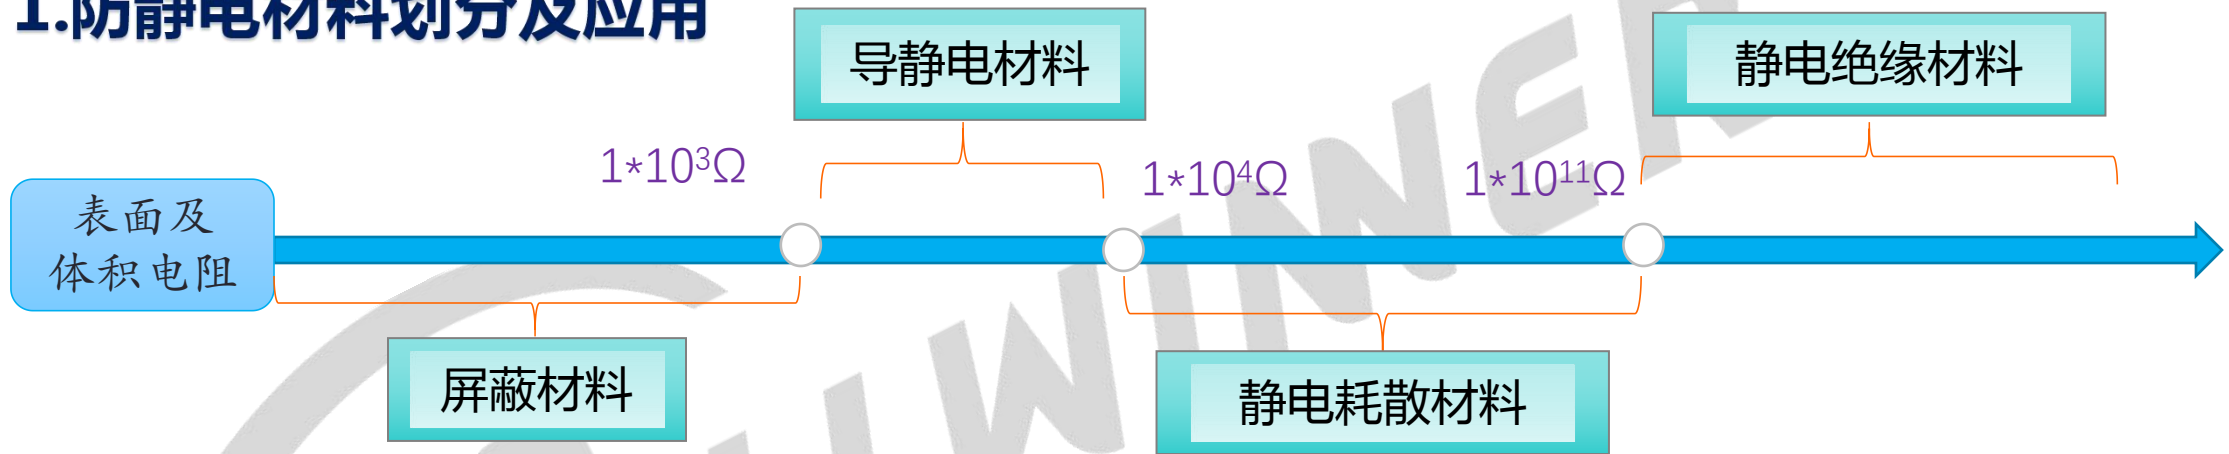 1.防静电材料划分及应用
导静电材料
静电绝缘材料
1*10³Ω
1*10⁴Ω
1*10¹¹Ω
表面及
体积电阻
屏蔽材料
静电耗散材料